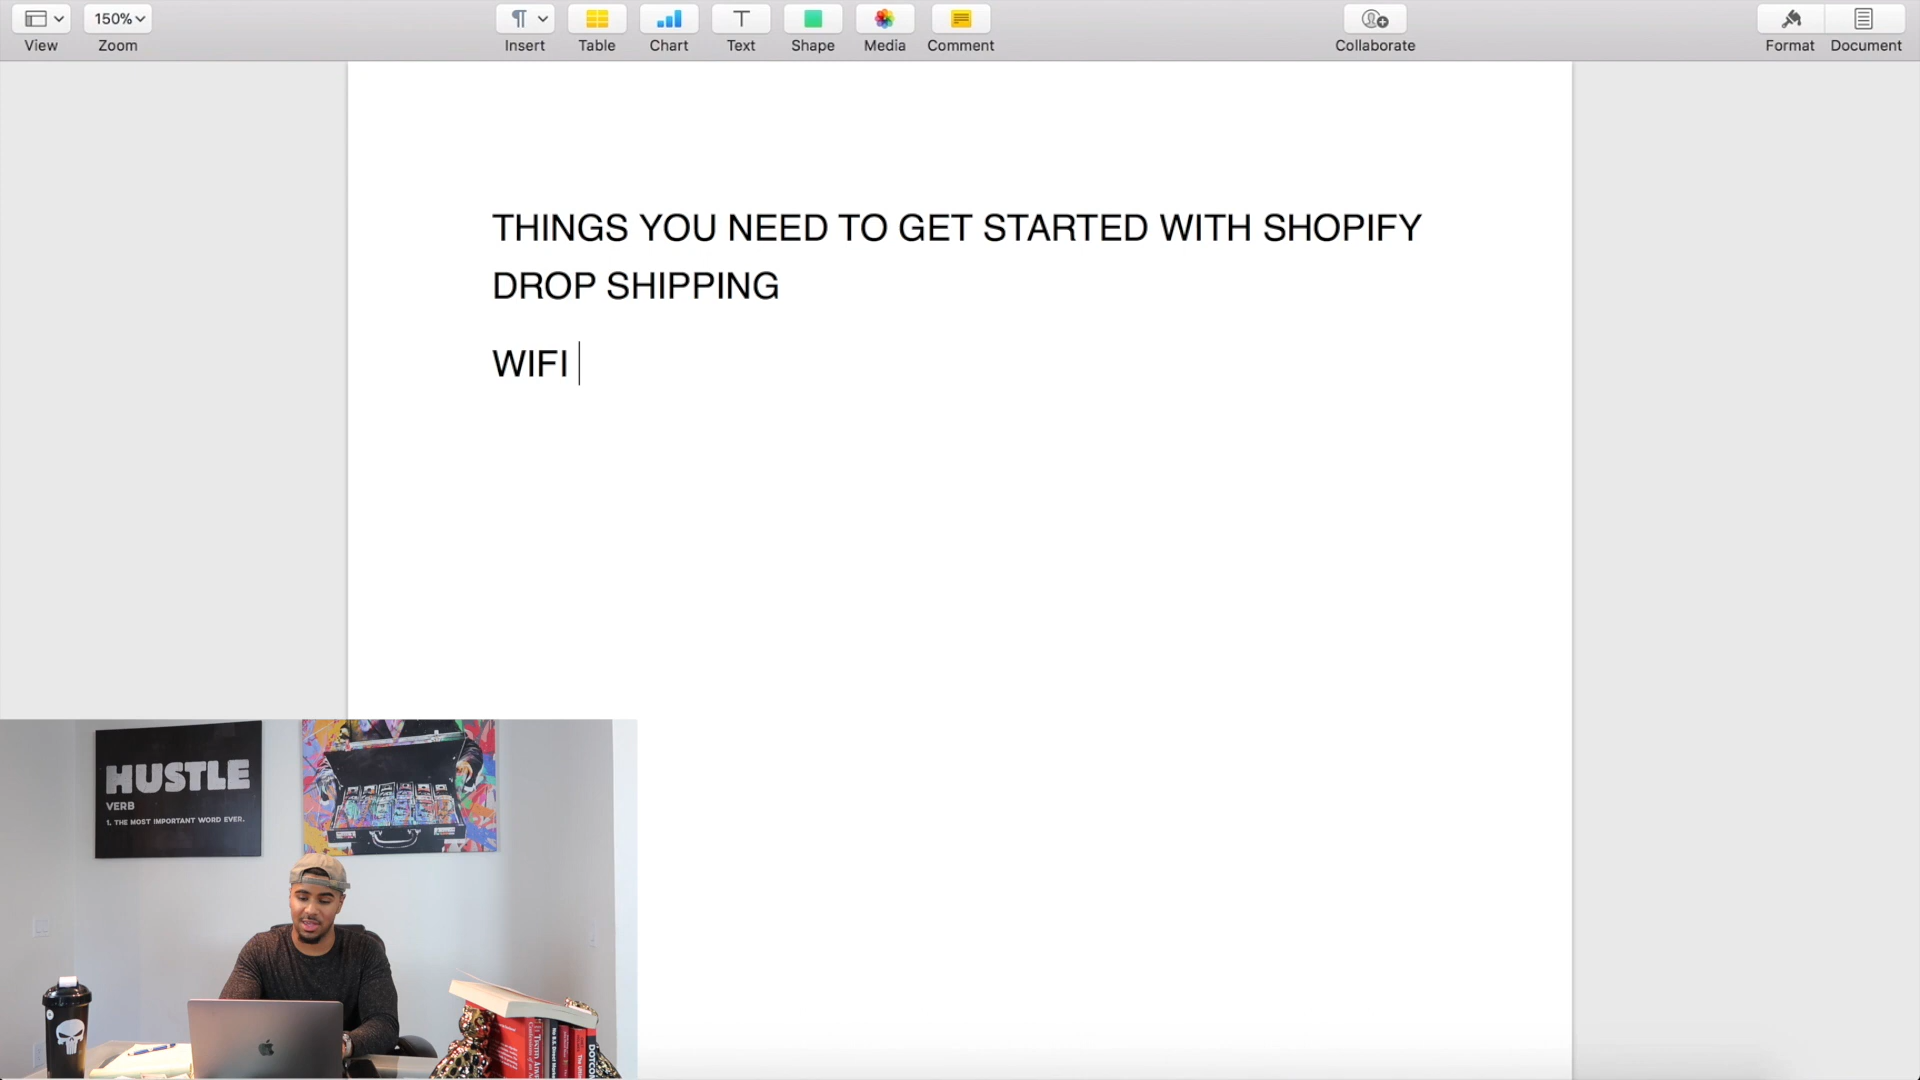 150%
View
Zoom
Insert
Table
Chart
Text
Shape
Media
Comment
Collaborate
Format
Document
THINGS YOU NEED TO GET STARTED WITH SHOPIFY
DROP SHIPPING
WIFI
HUSTLE
VERB
1. THE MOST IMPORTANT WORD EVER.
DOTCOM